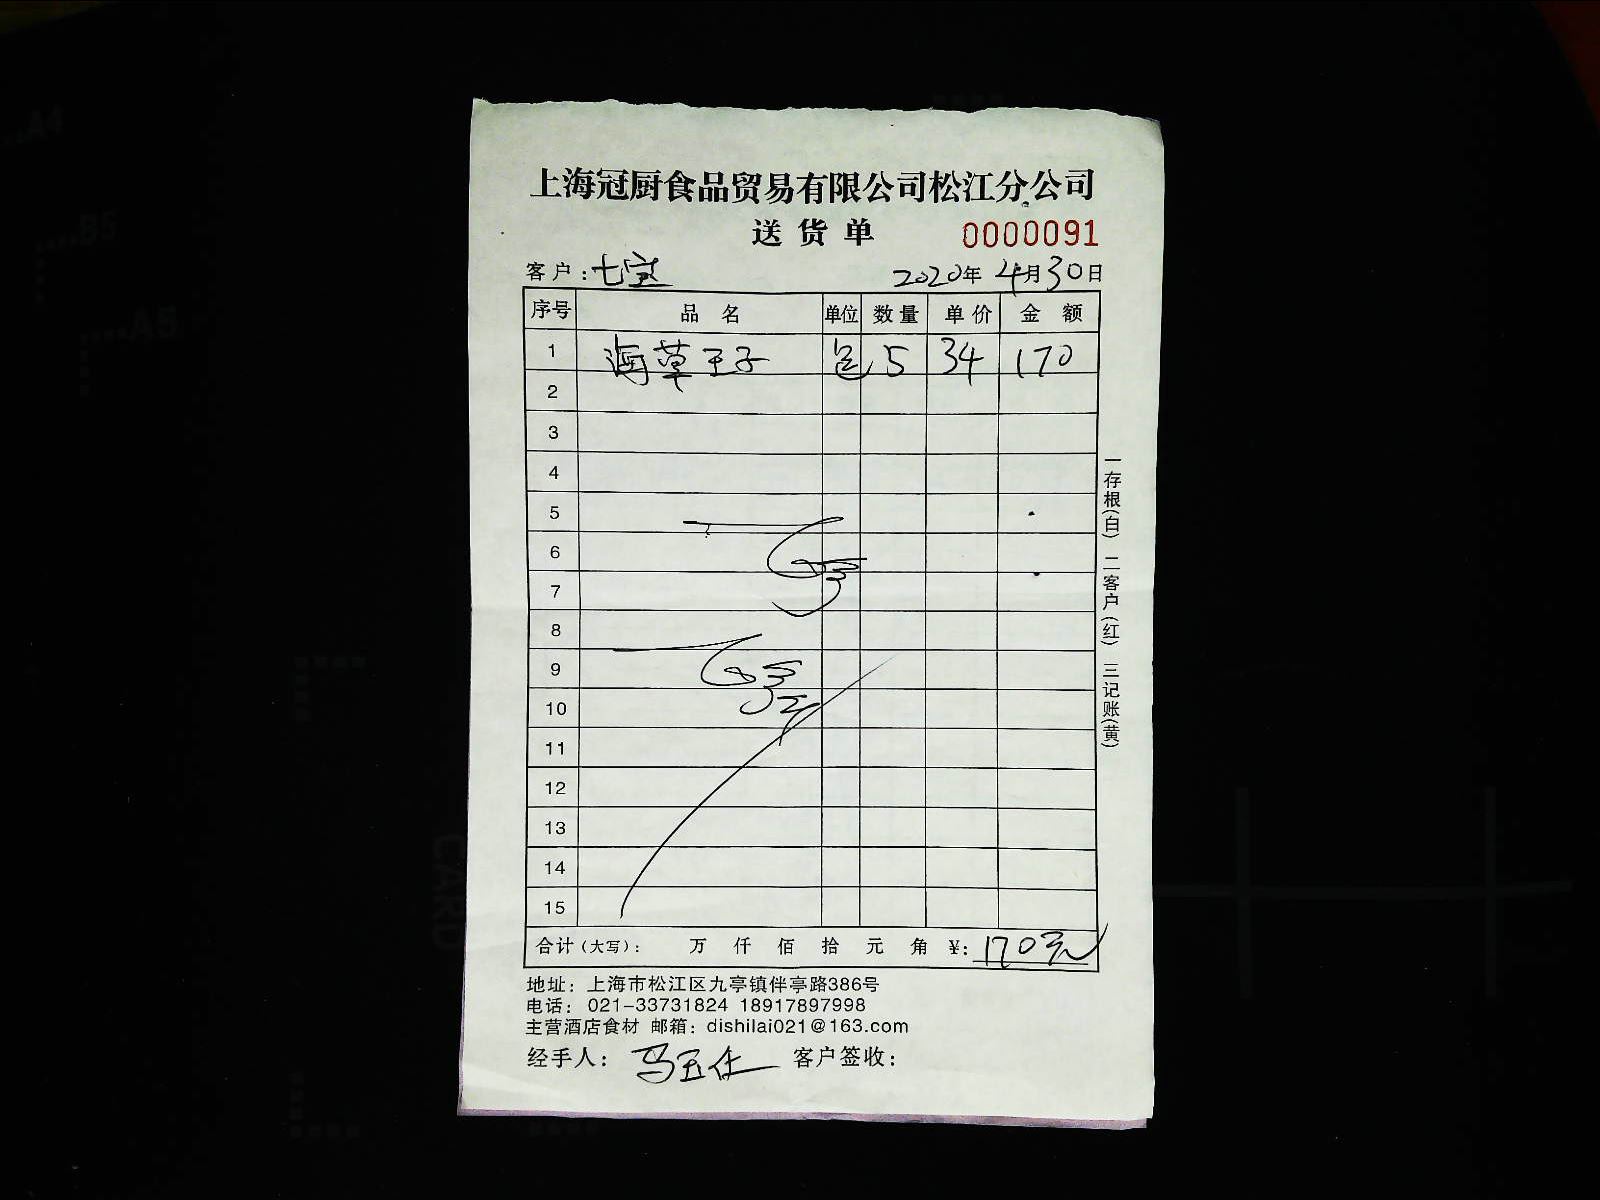 上海冠厨食品贸易有限公司松江分公司
送货单 0000091
客户:七宝 2020年4月30日
序号 品名 单位 数量 单价 金额
1 海草王子 包 5 34 170
2
3
4
5
6
7
8
9
10
11
12
13
14
15
合计(大写): 万 仟 佰 拾 元 角 ¥:170元
一存根(白) 二客户(红) 三记账(黄)
地址:上海市松江区九亭镇伴亭路386号
电话:021-33731824 18917897998
主营酒店食材 邮箱:dishilai021@163.com
经手人: 客户签收:
A4
B5
A5
CARD